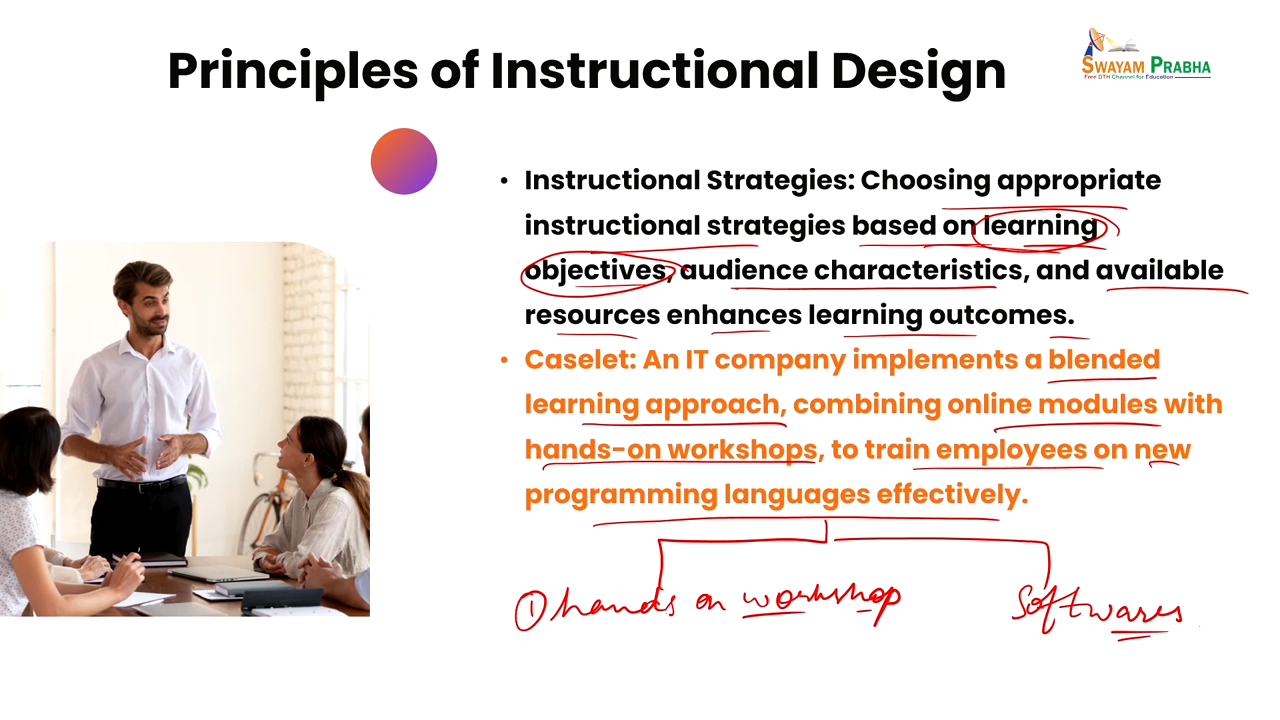 Principles of Instructional Design
SWAYAM PRABHA
Free DTH Channel for Education
• Instructional Strategies: Choosing appropriate
instructional strategies based on learning
objectives, audience characteristics, and available
resources enhances learning outcomes.
• Caselet: An IT company implements a blended
learning approach, combining online modules with
hands-on workshops, to train employees on new
programming languages effectively.
① hands on workshop
Softwares